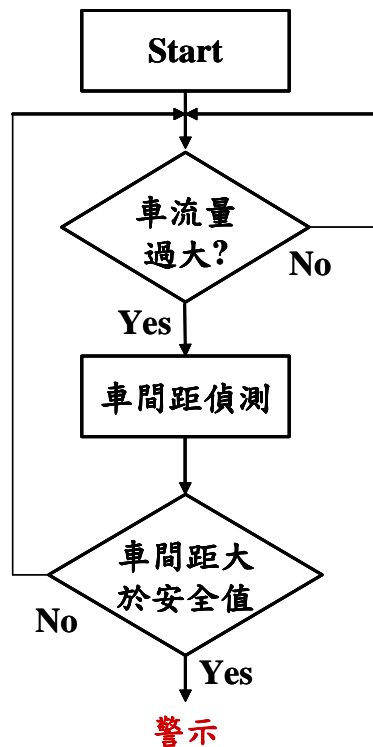 Start
車流量
過大?
No
Yes
車間距偵測
車間距大
於安全值
No
Yes
警示